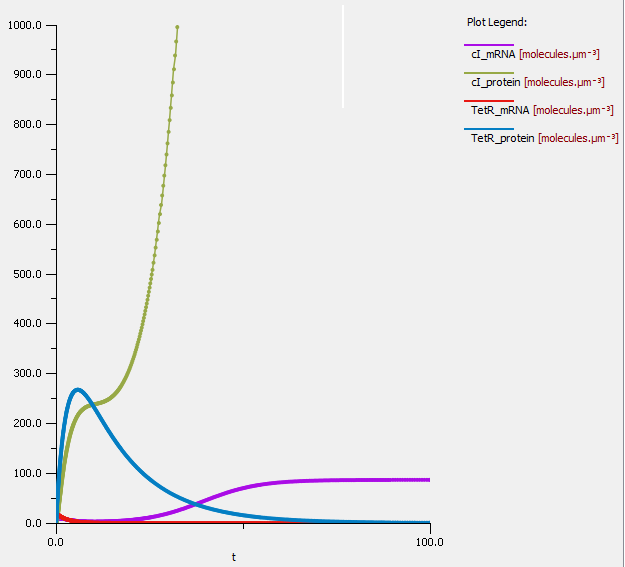 1000.0
900.0
800.0
700.0
600.0
500.0
400.0
300.0
200.0
100.0
0.0
0.0
100.0
t
Plot Legend:
cI_mRNA [molecules.µm⁻³]
cI_protein [molecules.µm⁻³]
TetR_mRNA [molecules.µm⁻³]
TetR_protein [molecules.µm⁻³]